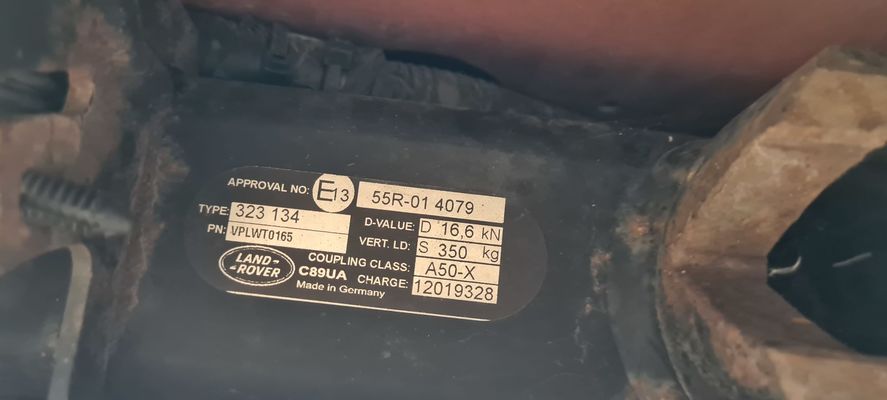 APPROVAL NO: E13 55R-01 4079
TYPE: 323 134 D-VALUE: D 16,6 kN
PN: VPLWT0165 VERT. LD: S 350 kg
LAND-ROVER C89UA COUPLING CLASS: A50-X
Made in Germany CHARGE: 12019328